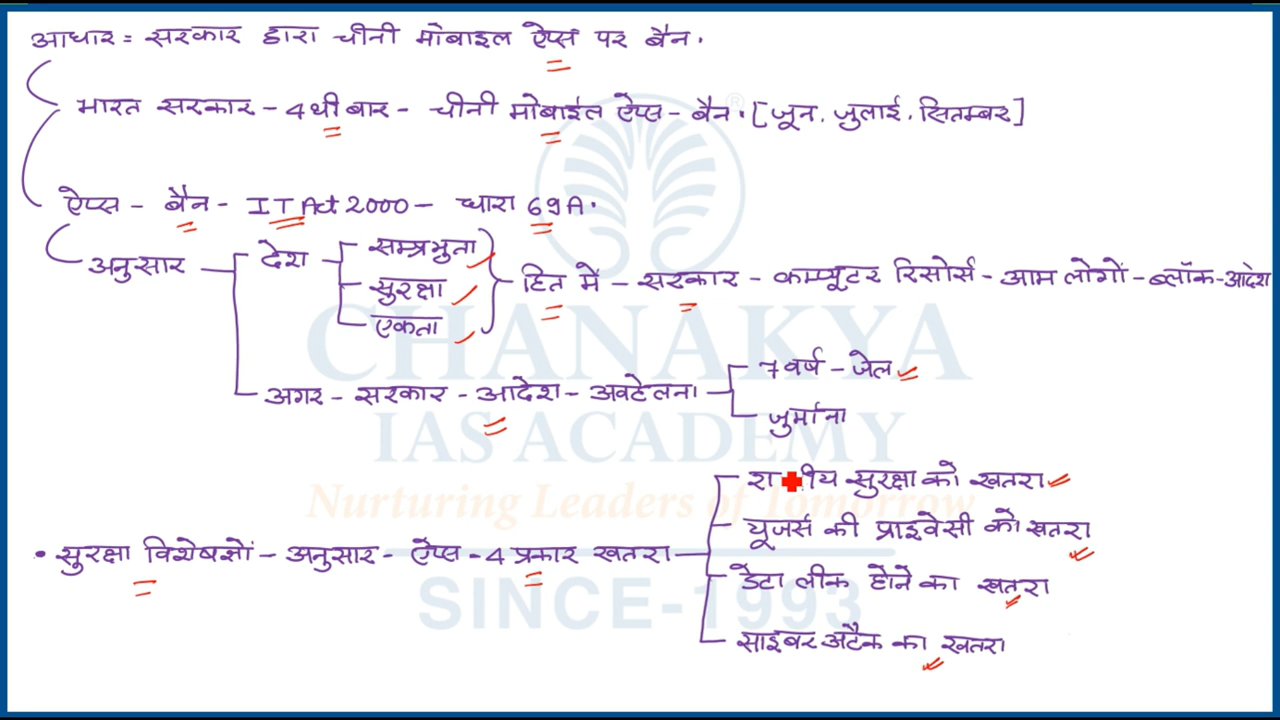 आधार = सरकार द्वारा चीनी मोबाइल ऐप्स पर बैन.
भारत सरकार - 4थी बार - चीनी मोबाईल ऐप्स - बैन. [जून, जुलाई, सितम्बर]
ऐप्स - बैन - IT Act 2000 - धारा 69A.
अनुसार
देश
सम्प्रभुता
सुरक्षा
एकता
हित में - सरकार - काम्प्यूटर रिसोर्स - आम लोगों - ब्लॉक - आदेश
अगर - सरकार - आदेश - अवहेलना
7 वर्ष - जेल
जुर्माना
• सुरक्षा विशेषज्ञों - अनुसार - ऐप्स - 4 प्रकार खतरा
सुरक्षा को खतरा
यूजर्स की प्राइवेसी को खतरा
डेटा लीक होने का खतरा
साइबर अटैक का खतरा
CHANAKYA
IAS ACADEMY
Nurturing Leaders of Tomorrow
SINCE-1993